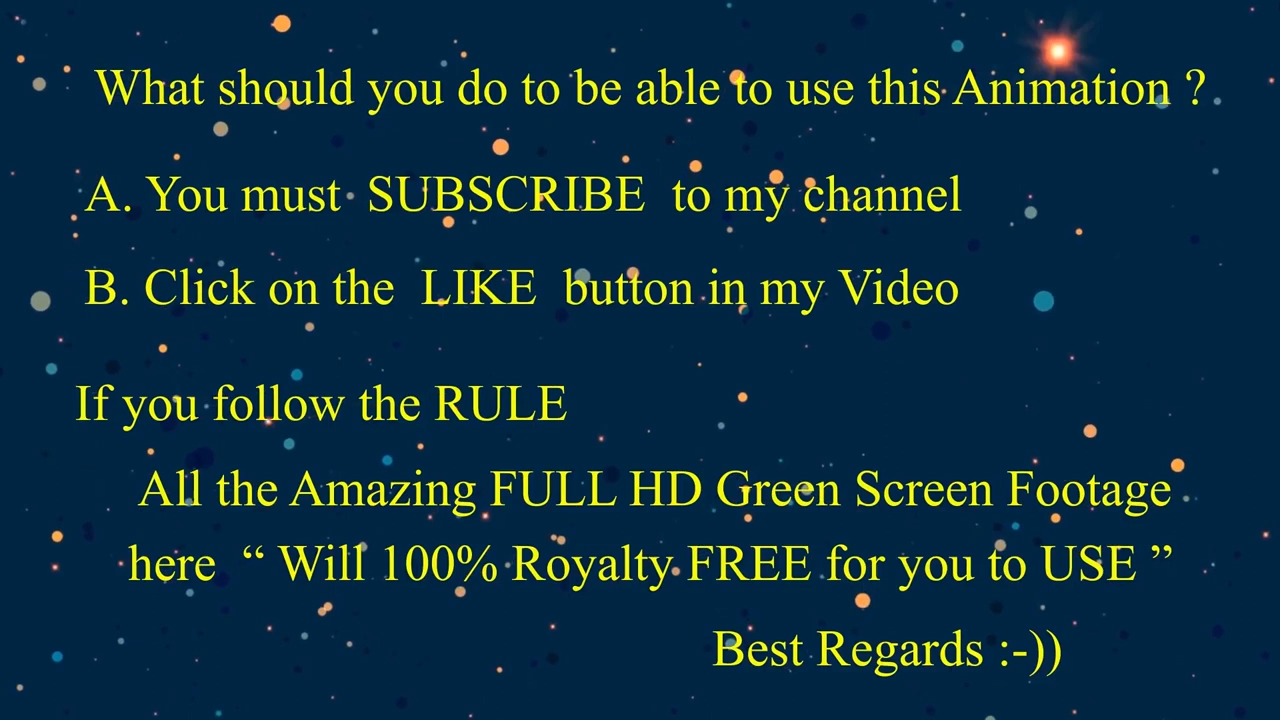 What should you do to be able to use this Animation ?
A. You must SUBSCRIBE to my channel
B. Click on the LIKE button in my Video
If you follow the RULE
All the Amazing FULL HD Green Screen Footage
here “ Will 100% Royalty FREE for you to USE ”
Best Regards :-))